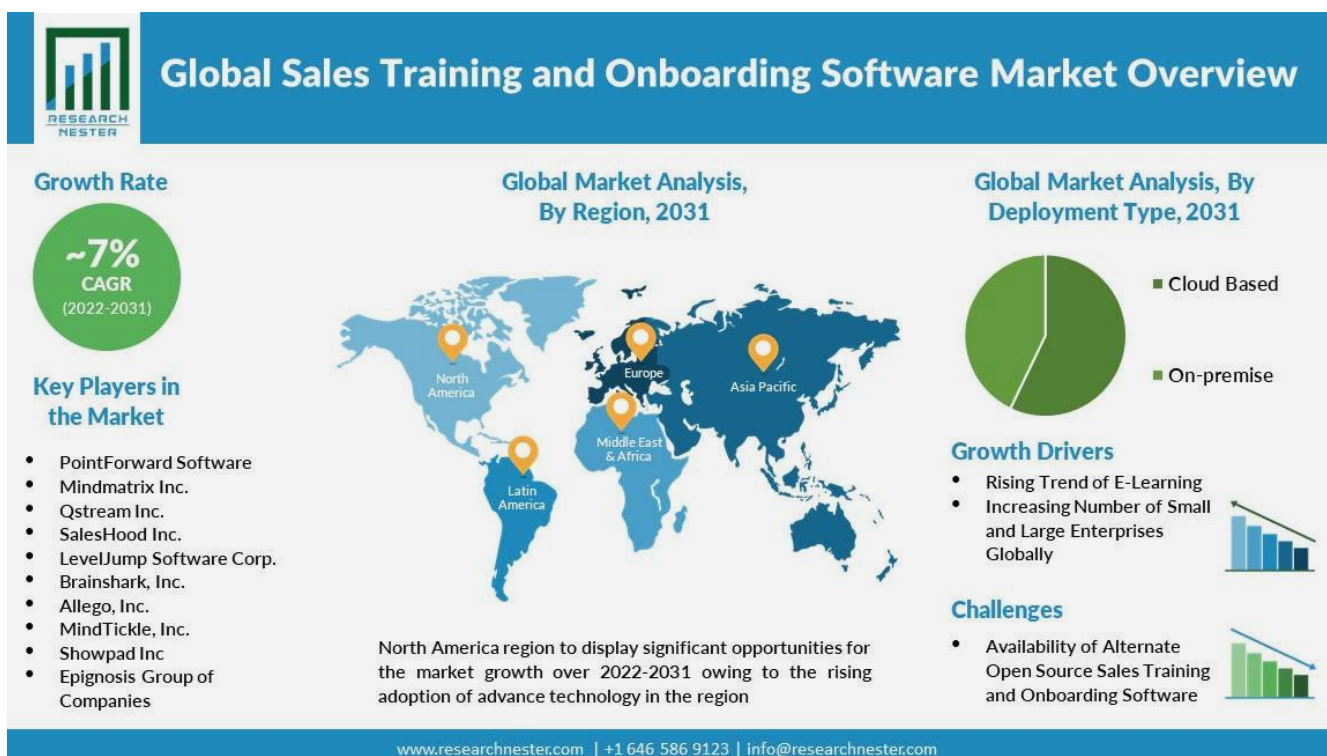 RESEARCH
NESTER
Global Sales Training and Onboarding Software Market Overview
Growth Rate
~7%
CAGR
(2022-2031)
Key Players in
the Market
• PointForward Software
• Mindmatrix Inc.
• Qstream Inc.
• SalesHood Inc.
• LevelJump Software Corp.
• Brainshark, Inc.
• Allego, Inc.
• MindTickle, Inc.
• Showpad Inc
• Epignosis Group of
Companies
Global Market Analysis,
By Region, 2031
North
America
Europe
Asia Pacific
Middle East
& Africa
Latin
America
North America region to display significant opportunities for
the market growth over 2022-2031 owing to the rising
adoption of advance technology in the region
Global Market Analysis, By
Deployment Type, 2031
Cloud Based
On-premise
Growth Drivers
• Rising Trend of E-Learning
• Increasing Number of Small
and Large Enterprises
Globally
Challenges
• Availability of Alternate
Open Source Sales Training
and Onboarding Software
www.researchnester.com | +1 646 586 9123 | info@researchnester.com